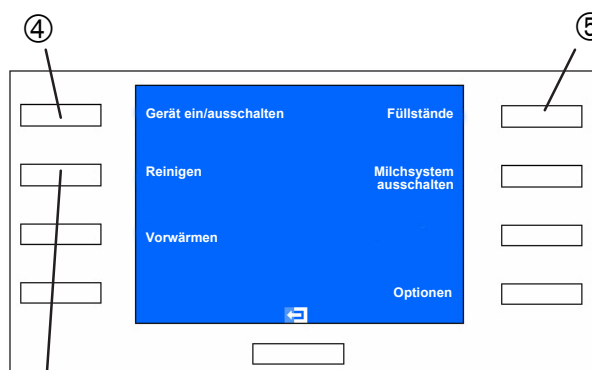 ④
⑤
Gerät ein/ausschalten
Füllstände
Reinigen
Milchsystem
ausschalten
Vorwärmen
Optionen